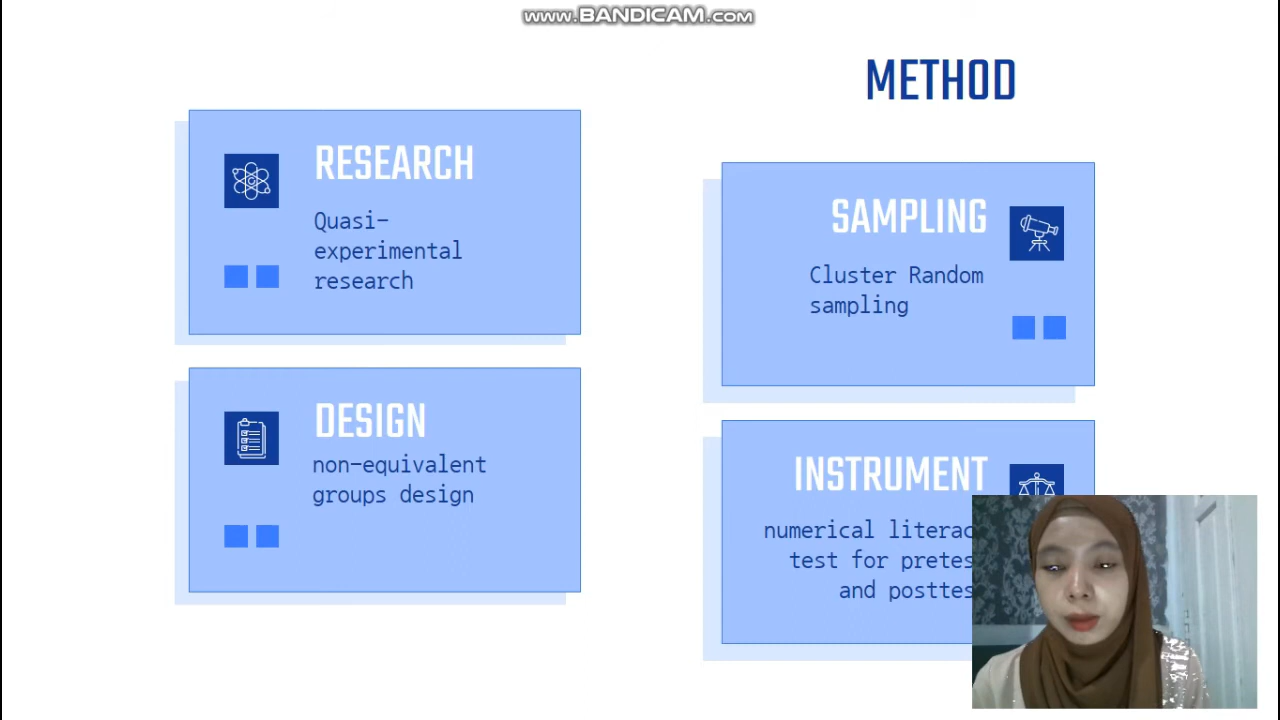 www.BANDICAM.com
METHOD
RESEARCH
Quasi-
experimental
research
DESIGN
non-equivalent
groups design
SAMPLING
Cluster Random
sampling
INSTRUMENT
numerical literac
test for pretes
and posttes